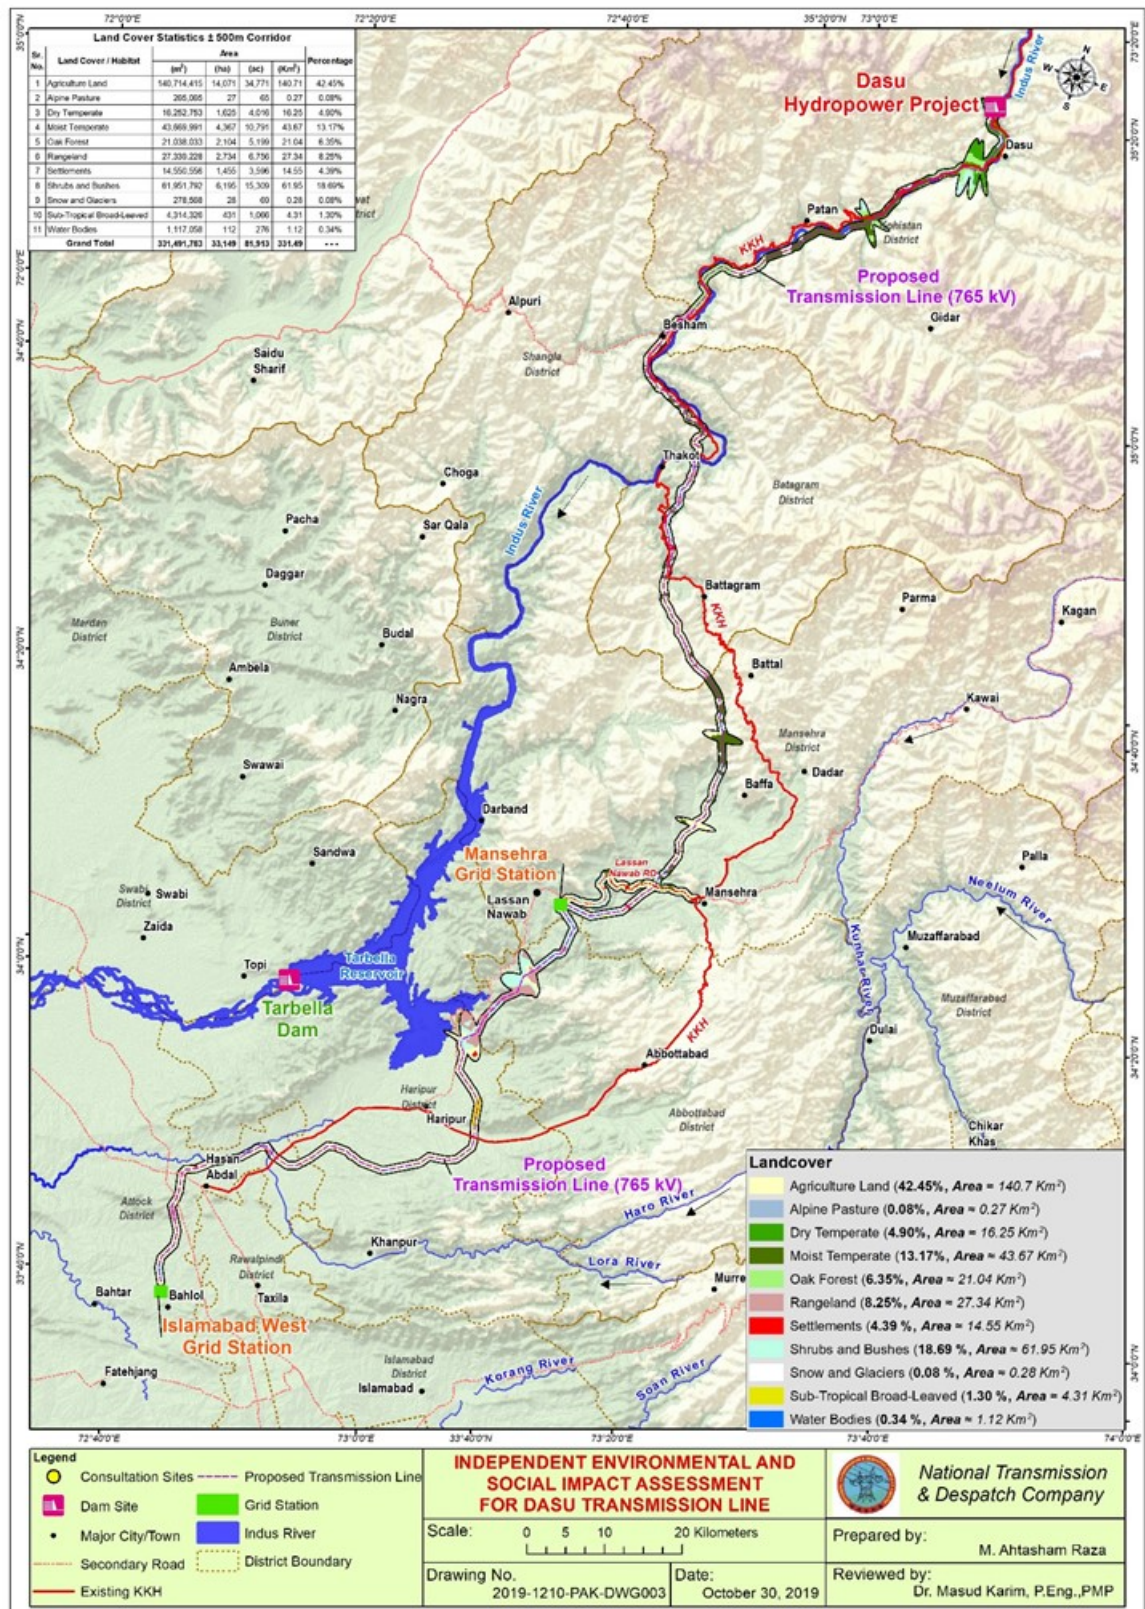 72°0'0"E 72°20'0"E 72°40'0"E 35°20'0"N 73°0'0"E
Land Cover Statistics ± 500m Corridor
Sr. No. Land Cover / Habitat Area Percentage
(m²) (ha) (ac) (Km²)
1 Agriculture Land 140,714,415 14,071 34,771 140.71 42.45%
2 Alpine Pasture 27 0.27 0.08%
3 Dry Temperate 16,252,753 1,625 4,016 16.25 4.90%
4 Moist Temperate 4,367 10,791 43.67 13.17%
5 Oak Forest 21,038,033 2,104 5,199 21.04 6.35%
6 Rangeland 2,734 6,756 27.34 8.25%
7 Settlements 1,455 3,596 14.55 4.39%
8 Shrubs and Bushes 61,951,792 6,195 15,309 61.95 18.69%
9 Snow and Glaciers 28 69 0.28 0.08%
10 Sub-Tropical Broad-Leaved 4,314,326 431 1,066 4.31 1.30%
11 Water Bodies 1,117,058 112 276 1.12 0.34%
Grand Total 331,491,783 33,149 81,913 331.49 ---
Indus River
N
W E
S
Dasu
Hydropower Project
Dasu
Patan
Kohistan
District
KKH
Proposed
Transmission Line (765 kV)
Alpuri
Gidar
Besham
Saidu
Sharif
Shangla
District
Thakot
Choga
Batagram
District
Indus River
Pacha
Sar Qala
Daggar
Battagram
Parma
Kagan
KKH
Mardan
District
Buner
District
Budal
Ambela
Battal
Nagra
Kawai
Mansehra
District
Swawai
Dadar
Baffa
Darband
Sandwa
Mansehra
Grid Station
Lassan
Nawab RD
Palla
Swabi
District
Swabi
Lassan
Nawab
Mansehra
Neelum River
Zaida
Kunhar River
Muzaffarabad
Topi
Tarbella
Reservoir
Tarbella
Dam
Muzaffarabad
District
KKH
Dulai
Abbottabad
Haripur
District
Haripur
Abbottabad
District
Chikar
Khas
Hasan
Abdal
Proposed
Transmission Line (765 kV)
Attock
District
Haro River
Khanpur
Lora River
Rawalpindi
District
Murree
Bahtar
Bahlol
Taxila
Islamabad West
Grid Station
Islamabad
District
Fatehjang
Islamabad
Korang River
Soan River
Landcover
Agriculture Land (42.45%, Area ≈ 140.7 Km²)
Alpine Pasture (0.08%, Area ≈ 0.27 Km²)
Dry Temperate (4.90%, Area ≈ 16.25 Km²)
Moist Temperate (13.17%, Area ≈ 43.67 Km²)
Oak Forest (6.35%, Area ≈ 21.04 Km²)
Rangeland (8.25%, Area ≈ 27.34 Km²)
Settlements (4.39 %, Area ≈ 14.55 Km²)
Shrubs and Bushes (18.69 %, Area ≈ 61.95 Km²)
Snow and Glaciers (0.08 %, Area ≈ 0.28 Km²)
Sub-Tropical Broad-Leaved (1.30 %, Area ≈ 4.31 Km²)
Water Bodies (0.34 %, Area ≈ 1.12 Km²)
72°40'0"E 73°0'0"E 33°40'0"E 73°20'0"E 73°40'0"E 74°0'0"E
Legend
Consultation Sites
Proposed Transmission Line
Dam Site
Grid Station
Major City/Town
Indus River
Secondary Road
District Boundary
Existing KKH
INDEPENDENT ENVIRONMENTAL AND
SOCIAL IMPACT ASSESSMENT
FOR DASU TRANSMISSION LINE
Scale: 0 5 10 20 Kilometers
Drawing No.
2019-1210-PAK-DWG003
Date:
October 30, 2019
National Transmission
& Despatch Company
Prepared by:
M. Ahtasham Raza
Reviewed by:
Dr. Masud Karim, P.Eng.,PMP